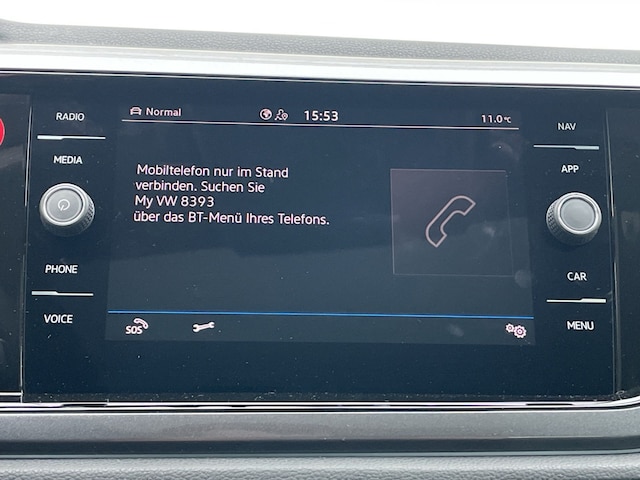 RADIO
MEDIA
PHONE
VOICE
Normal
15:53
11.0 °C
Mobiltelefon nur im Stand
verbinden. Suchen Sie
My VW 8393
über das BT-Menü Ihres Telefons.
SOS
NAV
APP
CAR
MENU